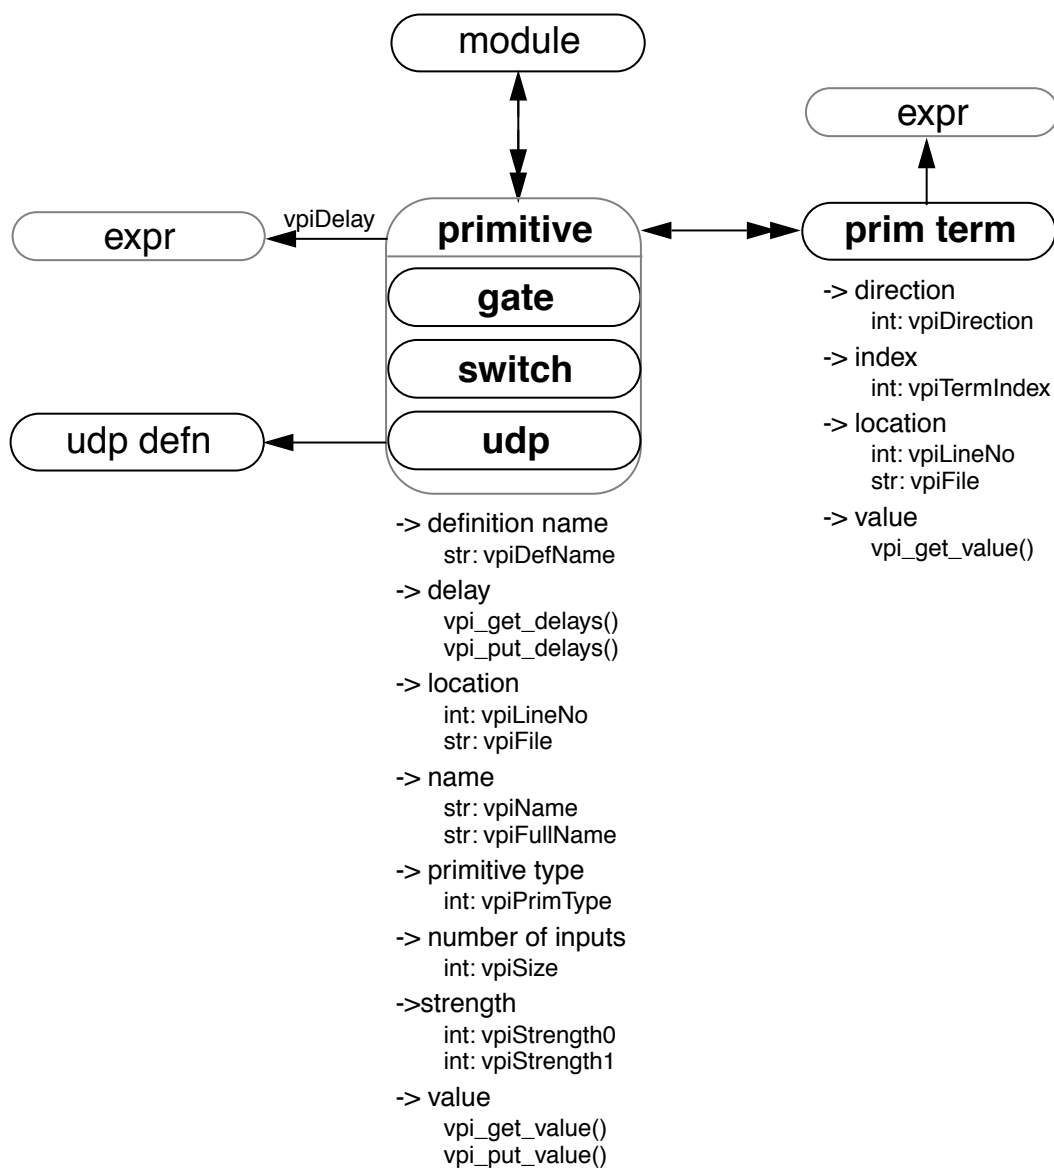 module
expr
vpiDelay
expr
primitive
prim term
gate
switch
udp defn
udp
-> direction
int: vpiDirection
-> index
int: vpiTermIndex
-> location
int: vpiLineNo
str: vpiFile
-> value
vpi_get_value()
-> definition name
str: vpiDefName
-> delay
vpi_get_delays()
vpi_put_delays()
-> location
int: vpiLineNo
str: vpiFile
-> name
str: vpiName
str: vpiFullName
-> primitive type
int: vpiPrimType
-> number of inputs
int: vpiSize
->strength
int: vpiStrength0
int: vpiStrength1
-> value
vpi_get_value()
vpi_put_value()